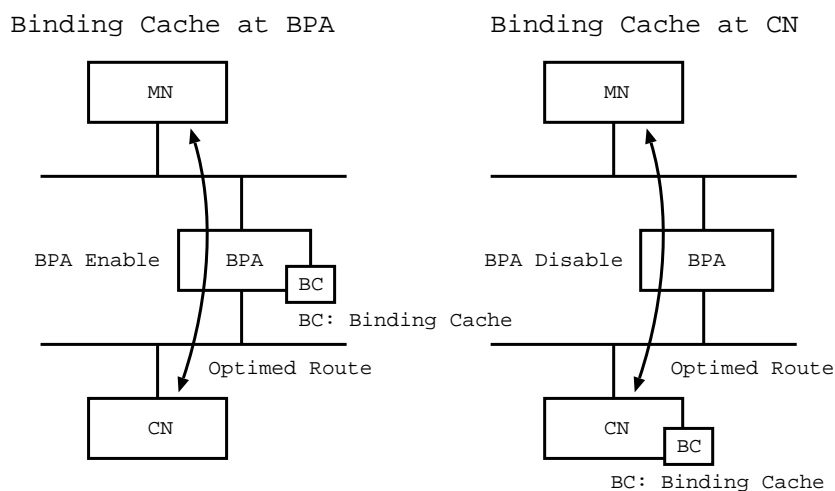 Binding Cache at BPA
MN
BPA Enable
BPA
BC
BC: Binding Cache
Optimed Route
CN
Binding Cache at CN
MN
BPA Disable
BPA
Optimed Route
CN
BC
BC: Binding Cache